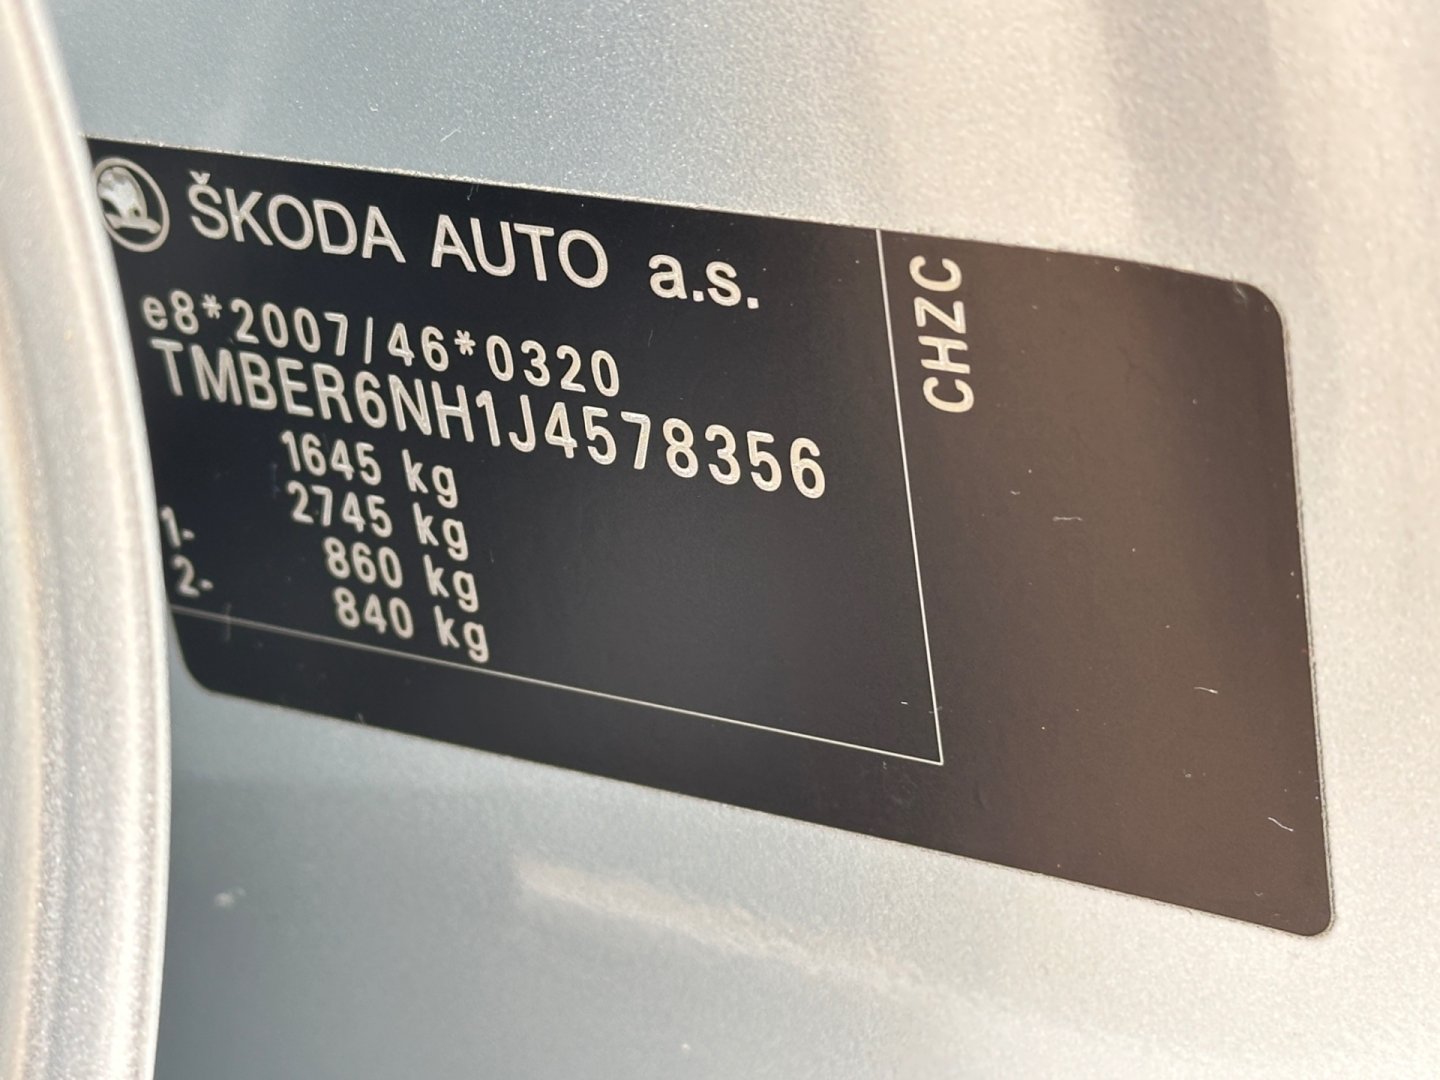 ŠKODA AUTO a.s.
e8*2007/46*0320
TMBER6NH1J4578356
1645 kg
2745 kg
1- 860 kg
2- 840 kg
CHZC